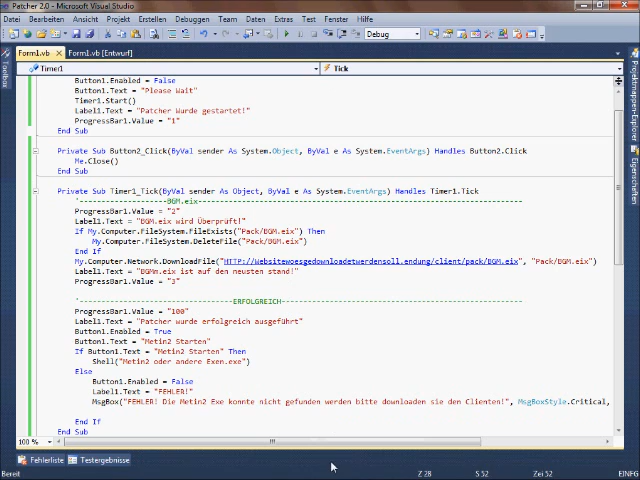 Patcher 2.0 - Microsoft Visual Studio
Datei Bearbeiten Ansicht Projekt Erstellen Debuggen Team Daten Extras Test Fenster Hilfe
Debug
Form1.vb Form1.vb [Entwurf]
Timer1 Tick
Toolbox
Projektmappen-Explorer
Eigenschaften
Button1.Enabled = False
Button1.Text = "Please Wait"
Timer1.Start()
Label1.Text = "Patcher Wurde gestartet!"
ProgressBar1.Value = "1"
End Sub
Private Sub Button2_Click(ByVal sender As System.Object, ByVal e As System.EventArgs) Handles Button2.Click
Me.Close()
End Sub
Private Sub Timer1_Tick(ByVal sender As Object, ByVal e As System.EventArgs) Handles Timer1.Tick
'--------------------BGM.eix--------------------
ProgressBar1.Value = "2"
Label1.Text = "BGM.eix wird Überprüft!"
If My.Computer.FileSystem.FileExists("Pack/BGM.eix") Then
My.Computer.FileSystem.DeleteFile("Pack/BGM.eix")
End If
My.Computer.Network.DownloadFile("HTTP://Websitewoesgedownloadetwerdensoll.endung/client/pack/BGM.eix", "Pack/BGM.eix")
Label1.Text = "BGMm.eix ist auf den neusten stand!"
ProgressBar1.Value = "3"
'-----------------------------------ERFOLGREICH-----------------------------------
ProgressBar1.Value = "100"
Label1.Text = "Patcher wurde erfolgreich ausgeführt"
Button1.Enabled = True
Button1.Text = "Metin2 Starten"
If Button1.Text = "Metin2 Starten" Then
Shell("Metin2 oder andere Exen.exe")
Else
Button1.Enabled = False
Label1.Text = "FEHLER!"
MsgBox("FEHLER! Die Metin2 Exe konnte nicht gefunden werden bitte downloaden sie den Clienten!", MsgBoxStyle.Critical,
End If
End Sub
100 %
Fehlerliste Testergebnisse
Bereit Z 28 S 52 Zei 52 EINFG